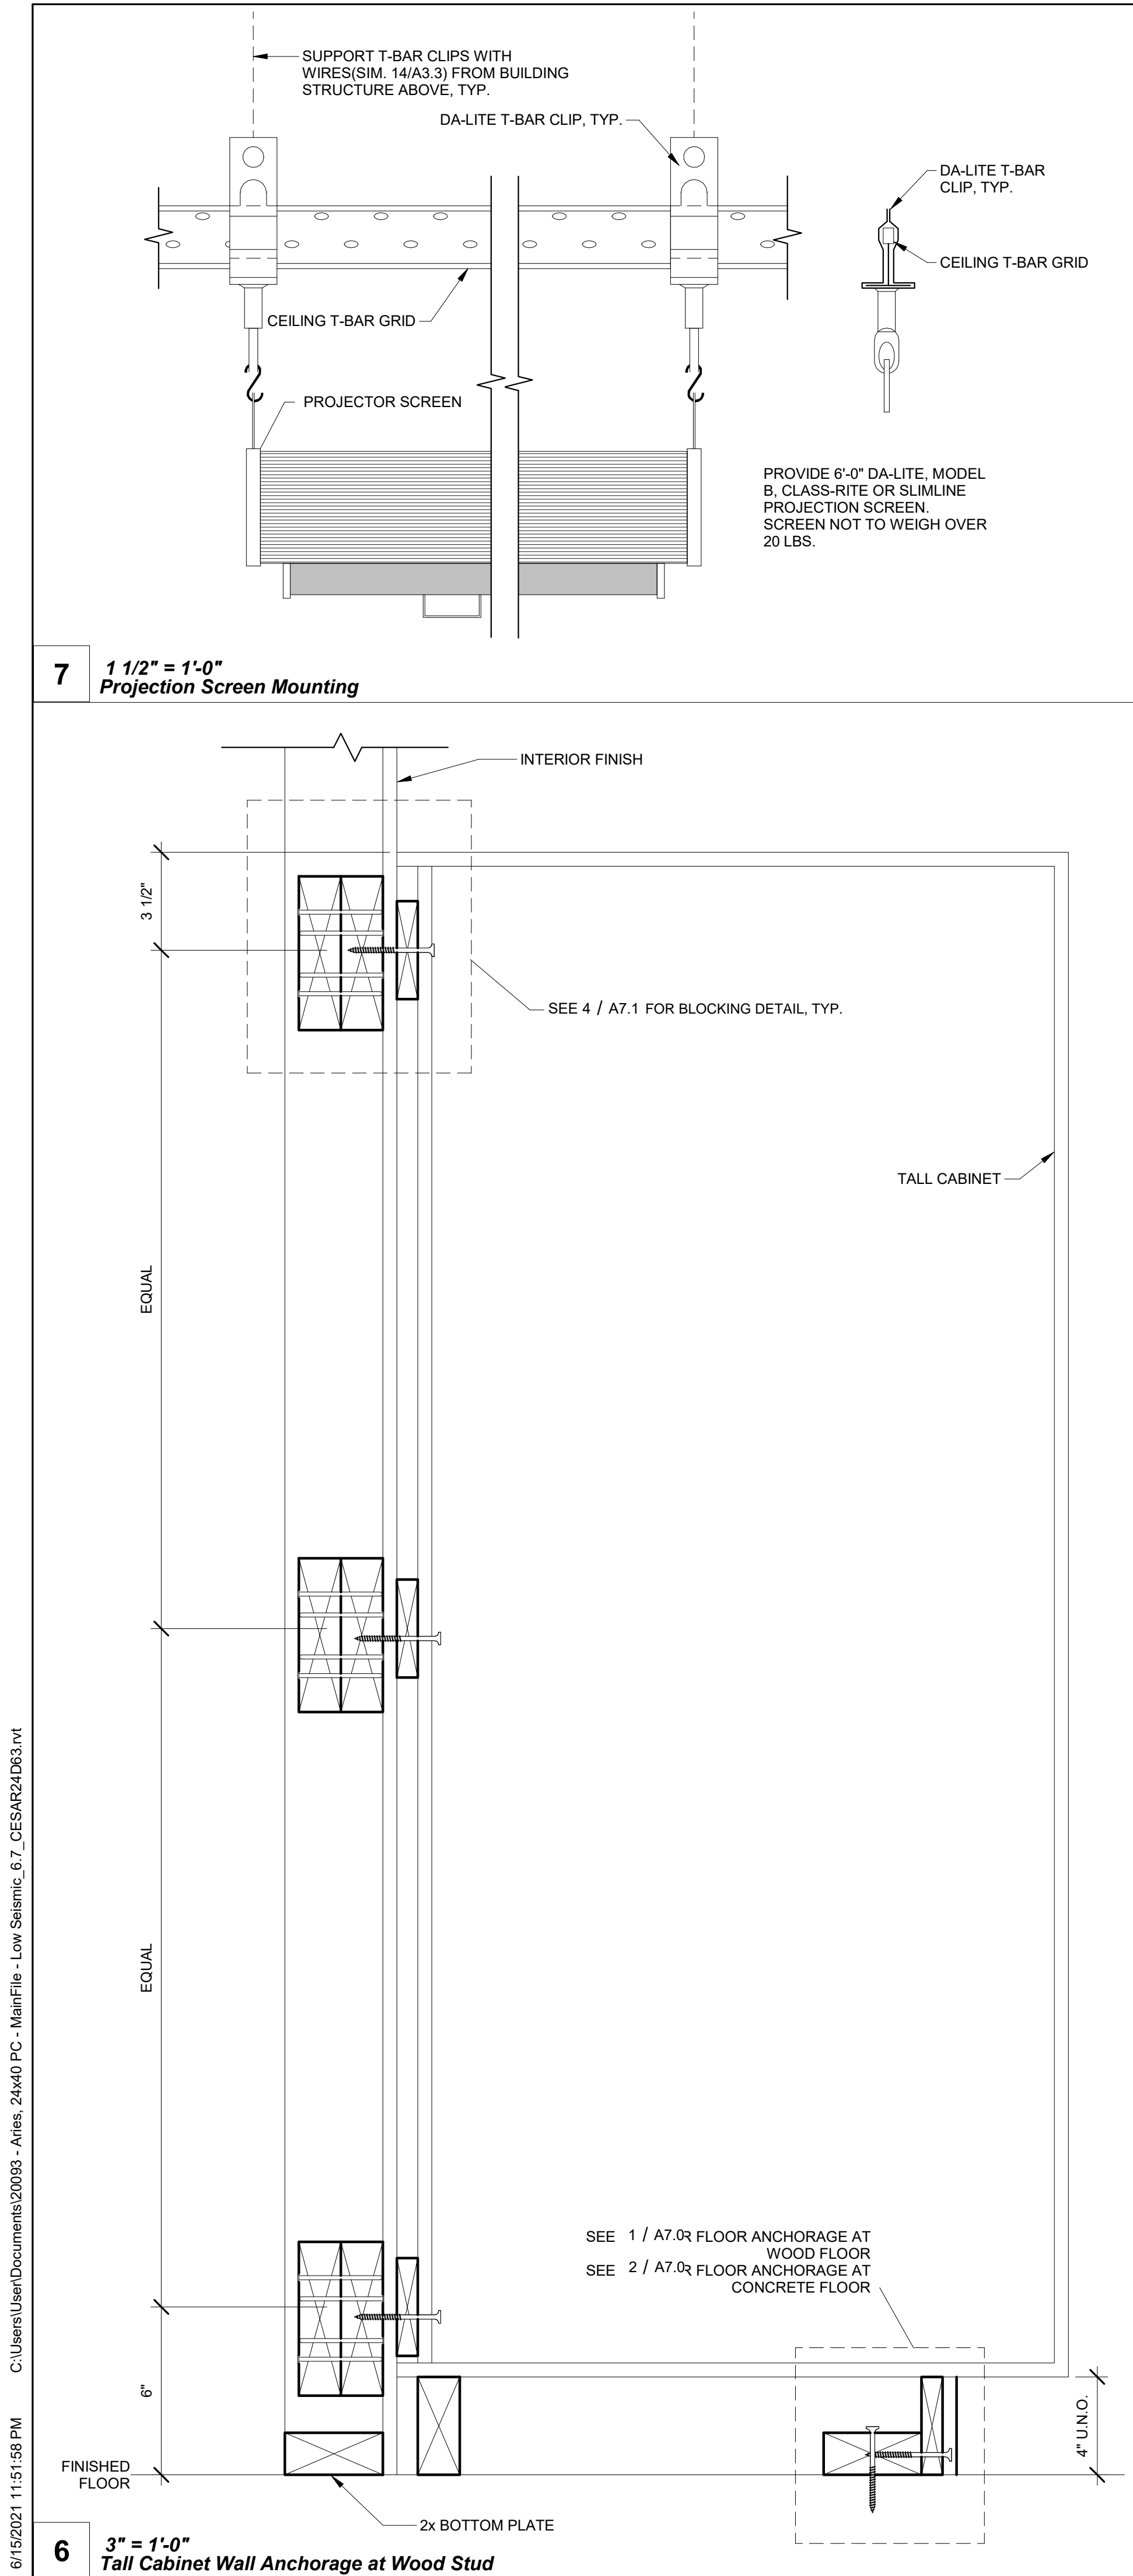 SUPPORT T-BAR CLIPS WITH
WIRES(SIM. 14/A3.3) FROM BUILDING
STRUCTURE ABOVE, TYP.
DA-LITE T-BAR CLIP, TYP.
DA-LITE T-BAR
CLIP, TYP.
CEILING T-BAR GRID
CEILING T-BAR GRID
PROJECTOR SCREEN
PROVIDE 6'-0" DA-LITE, MODEL
B, CLASS-RITE OR SLIMLINE
PROJECTION SCREEN.
SCREEN NOT TO WEIGH OVER
20 LBS.
7
1 1/2" = 1'-0"
Projection Screen Mounting
INTERIOR FINISH
3 1/2"
SEE 4 / A7.1 FOR BLOCKING DETAIL, TYP.
TALL CABINET
EQUAL
EQUAL
SEE 1 / A7.0R FLOOR ANCHORAGE AT
WOOD FLOOR
SEE 2 / A7.0R FLOOR ANCHORAGE AT
CONCRETE FLOOR
6"
4" U.N.O.
FINISHED
FLOOR
2x BOTTOM PLATE
6
3" = 1'-0"
Tall Cabinet Wall Anchorage at Wood Stud
6/15/2021 11:51:58 PM C:\Users\User\Documents\20093 - Aries, 24x40 PC - MainFile - Low Seismic_6.7_CESAR24D63.rvt